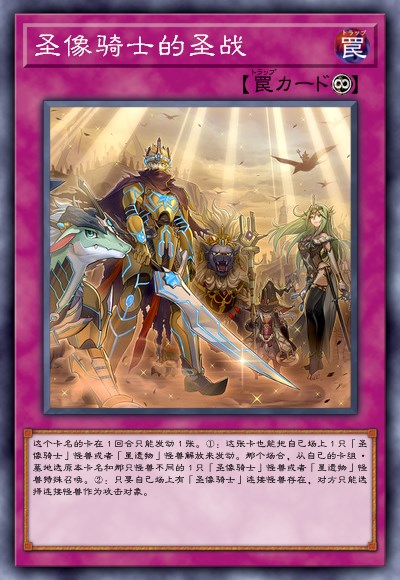 圣像骑士的圣战
トラップ
罠
トラップ
【罠カード♾】
这个卡名的卡在1回合只能发动1张。①：这张卡也能把自己场上1只「圣
像骑士」怪兽或者「星遗物」怪兽解放来发动。那个场合，从自己的卡组・
墓地选原本卡名和那只怪兽不同的1只「圣像骑士」怪兽或者「星遗物」怪
兽特殊召唤。②：只要自己场上有「圣像骑士」连接怪兽存在，对方只能选
择连接怪兽作为攻击对象。